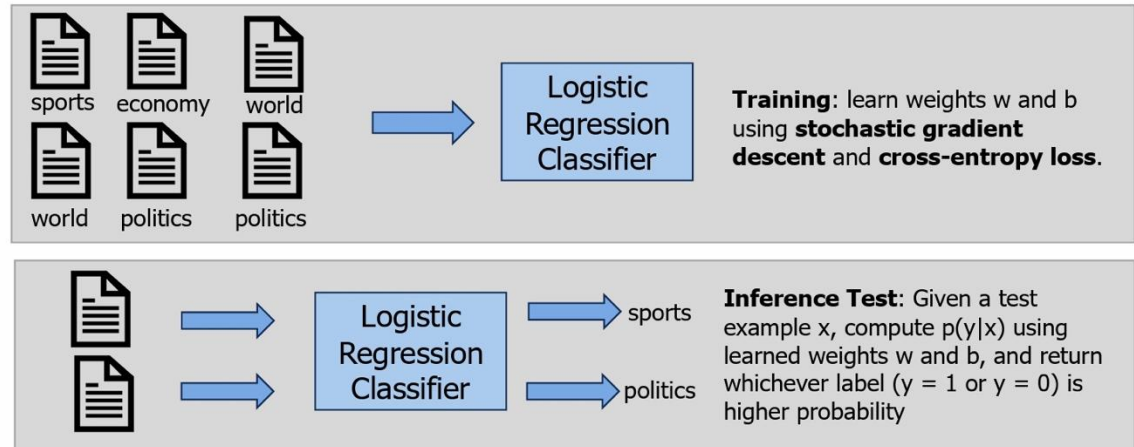 sports economy world
world politics politics
Logistic
Regression
Classifier
Training: learn weights w and b
using stochastic gradient
descent and cross-entropy loss.
Logistic
Regression
Classifier
sports
politics
Inference Test: Given a test
example x, compute p(y|x) using
learned weights w and b, and return
whichever label (y = 1 or y = 0) is
higher probability